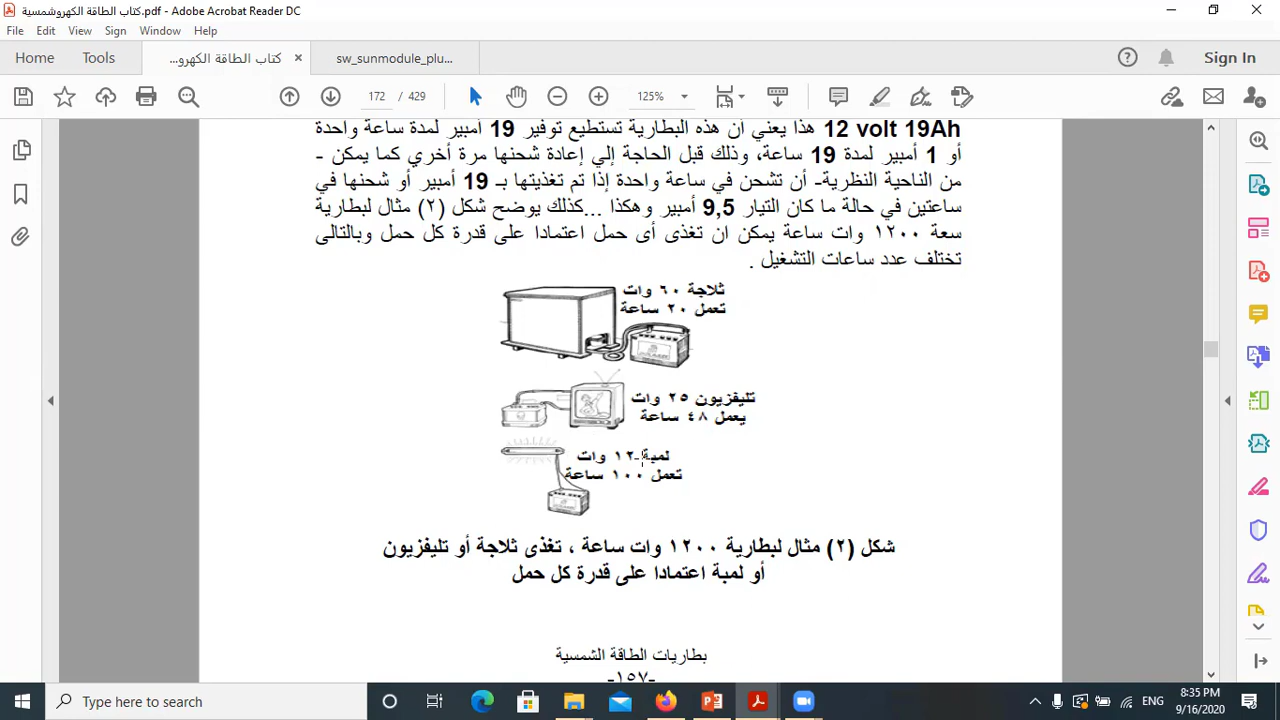 كتاب الطاقة الكهروشمسية.pdf - Adobe Acrobat Reader DC
File Edit View Sign Window Help
Home Tools كتاب الطاقة الكهرو... sw_sunmodule_plu... Sign In
172 / 429 125%
12 volt 19Ah هذا يعني ان هذه البطارية تستطيع توفير 19 أمبير لمدة ساعة واحدة
أو 1 أمبير لمدة 19 ساعة، وذلك قبل الحاجة إلي إعادة شحنها مرة أخري كما يمكن -
من الناحية النظرية- أن تشحن في ساعة واحدة إذا تم تغذيتها بـ 19 أمبير أو شحنها في
ساعتين في حالة ما كان التيار 9,5 أمبير وهكذا ...كذلك يوضح شكل (٢) مثال لبطارية
سعة ١٢٠٠ وات ساعة يمكن ان تغذى أى حمل اعتمادا على قدرة كل حمل وبالتالى
تختلف عدد ساعات التشغيل .
ثلاجة ٦٠ وات
تعمل ٢٠ ساعة
تليفزيون ٢٥ وات
يعمل ٤٨ ساعة
لمبة ١٢ وات
تعمل ١٠٠ ساعة
شكل (٢) مثال لبطارية ١٢٠٠ وات ساعة ، تغذى ثلاجة أو تليفزيون
أو لمبة اعتمادا على قدرة كل حمل
بطاريات الطاقة الشمسية
-١٥٧-
Type here to search
ENG
8:35 PM
9/16/2020